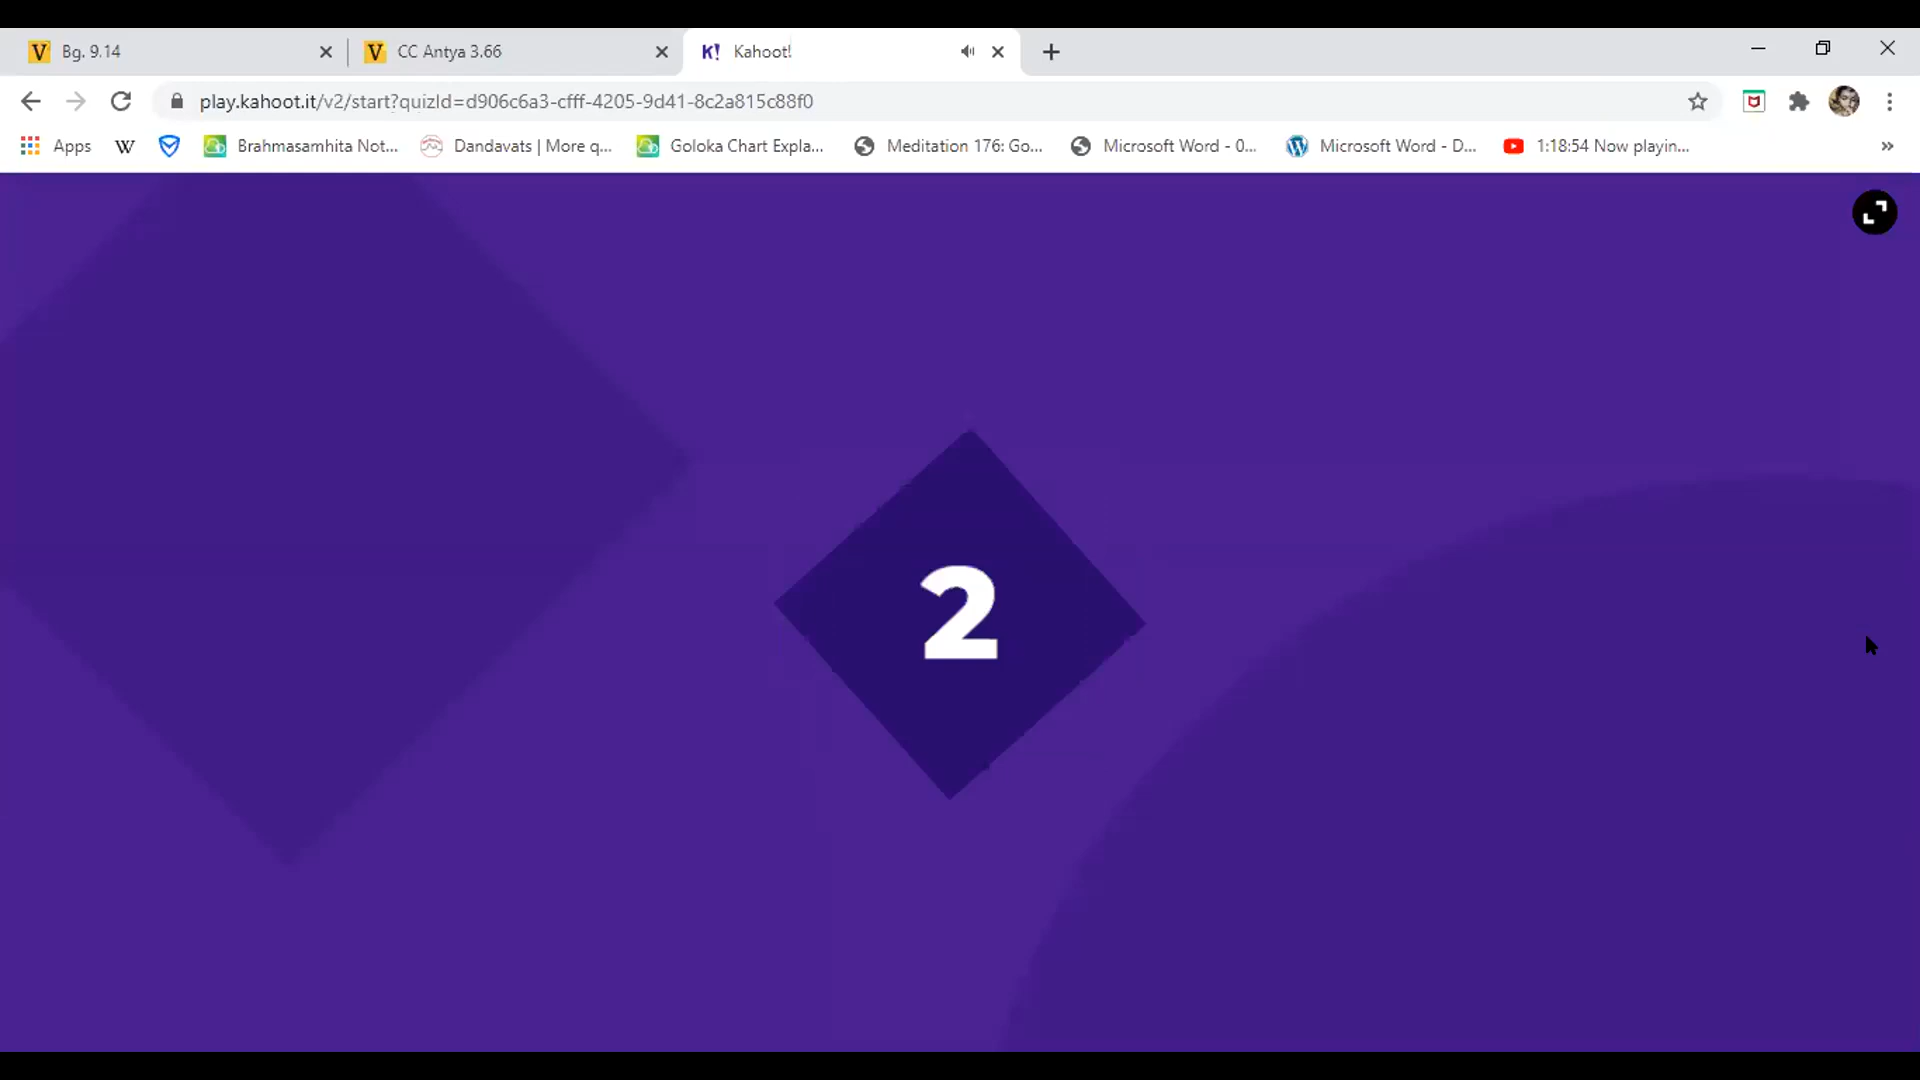 V Bg. 9.14
V CC Antya 3.66
K! Kahoot!
play.kahoot.it/v2/start?quizId=d906c6a3-cfff-4205-9d41-8c2a815c88f0
Apps W Brahmasamhita Not... Dandavats | More q... Goloka Chart Expla... Meditation 176: Go... Microsoft Word - 0... Microsoft Word - D... 1:18:54 Now playin... »
2